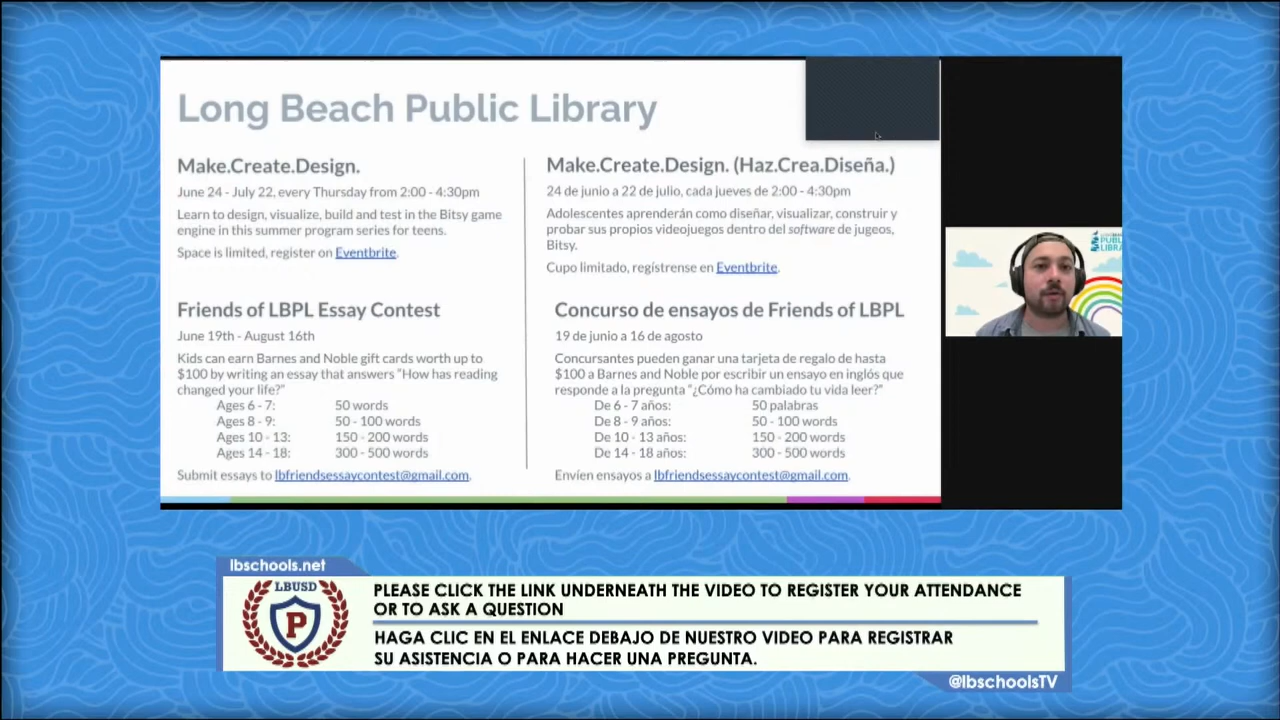 Long Beach Public Library
Make.Create.Design.
June 24 - July 22, every Thursday from 2:00 - 4:30pm
Learn to design, visualize, build and test in the Bitsy game
engine in this summer program series for teens.
Space is limited, register on Eventbrite.
Friends of LBPL Essay Contest
June 19th - August 16th
Kids can earn Barnes and Noble gift cards worth up to
$100 by writing an essay that answers "How has reading
changed your life?"
Ages 6 - 7: 50 words
Ages 8 - 9: 50 - 100 words
Ages 10 - 13: 150 - 200 words
Ages 14 - 18: 300 - 500 words
Submit essays to lbfriendsessaycontest@gmail.com.
Make.Create.Design. (Haz.Crea.Diseña.)
24 de junio a 22 de julio, cada jueves de 2:00 - 4:30pm
Adolescentes aprenderán como diseñar, visualizar, construir y
probar sus propios videojuegos dentro del software de jugeos,
Bitsy.
Cupo limitado, regístrense en Eventbrite.
Concurso de ensayos de Friends of LBPL
19 de junio a 16 de agosto
Concursantes pueden ganar una tarjeta de regalo de hasta
$100 a Barnes and Noble por escribir un ensayo en inglós que
responde a la pregunta "¿Cómo ha cambiado tu vida leer?"
De 6 - 7 años: 50 palabras
De 8 - 9 años: 50 - 100 words
De 10 - 13 años: 150 - 200 words
De 14 - 18 años: 300 - 500 words
Envíen ensayos a lbfriendsessaycontest@gmail.com.
lbschools.net
LBUSD
P
PLEASE CLICK THE LINK UNDERNEATH THE VIDEO TO REGISTER YOUR ATTENDANCE
OR TO ASK A QUESTION
HAGA CLIC EN EL ENLACE DEBAJO DE NUESTRO VIDEO PARA REGISTRAR
SU ASISTENCIA O PARA HACER UNA PREGUNTA.
@lbschoolsTV